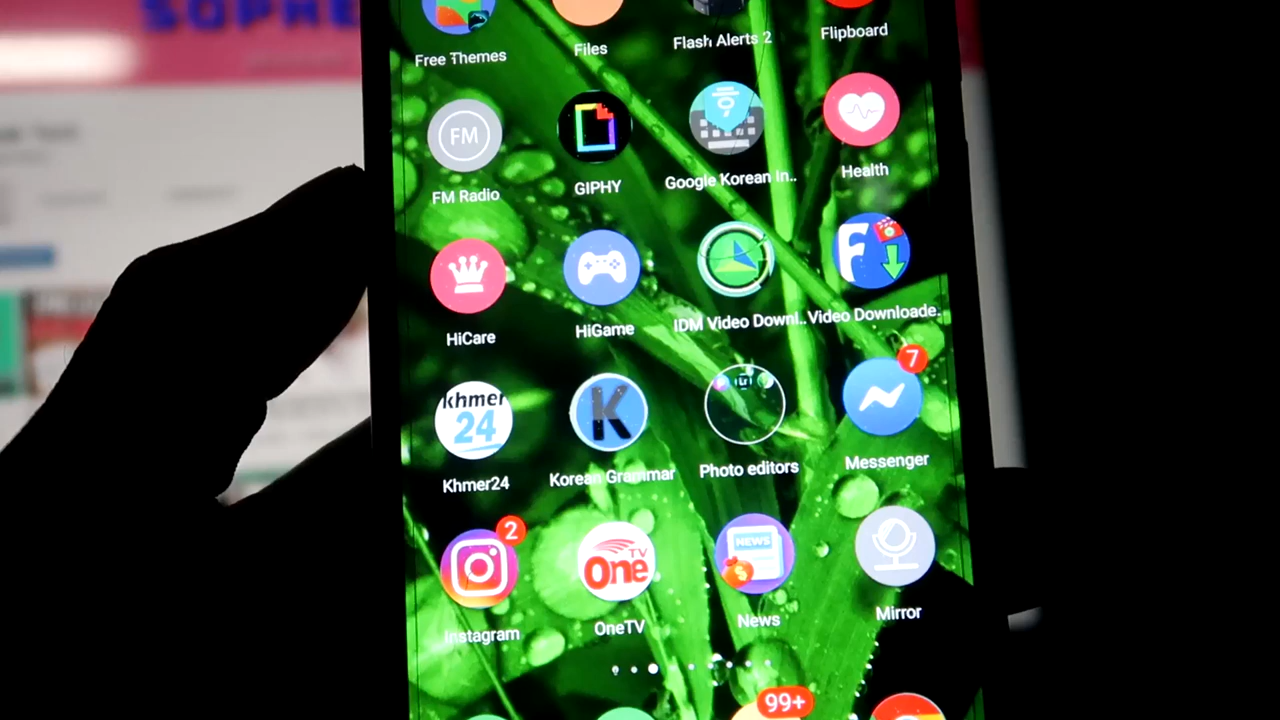 SOPHE
Free Themes
Files
Flash Alerts 2
Flipboard
FM
FM Radio
GIPHY
Google Korean In..
Health
F
HiCare
HiGame
IDM Video Downl..
Video Downloade.
7
khmer
24
K
Khmer24
Korean Grammar
Photo editors
Messenger
2
TV
One
NEWS
Instagram
OneTV
News
Mirror
99+